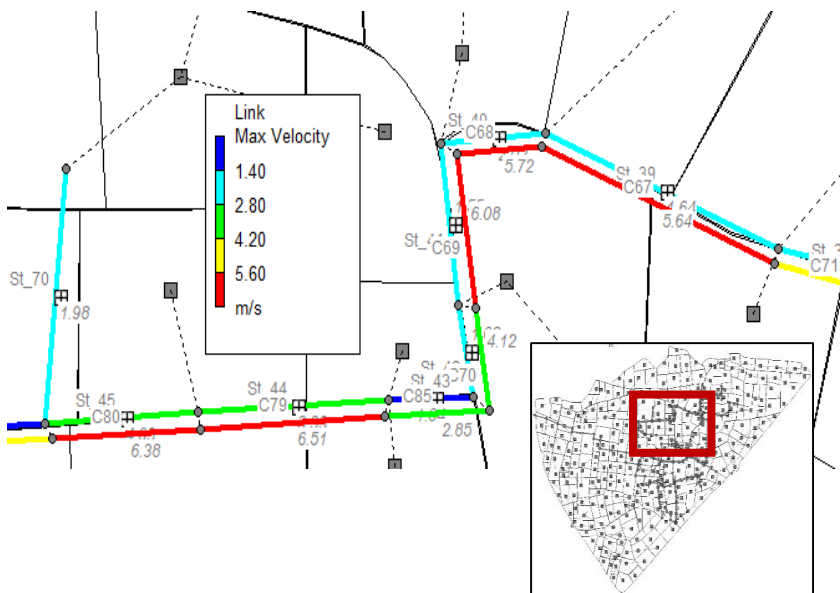 Link
Max Velocity
1.40
2.80
4.20
5.60
m/s
C68
5.72
St_39
C67
5.64
C71
6.08
C69
4.12
C70
St_70
1.98
St_45
C80
6.38
St_44
C79
6.51
43
C85
2.85